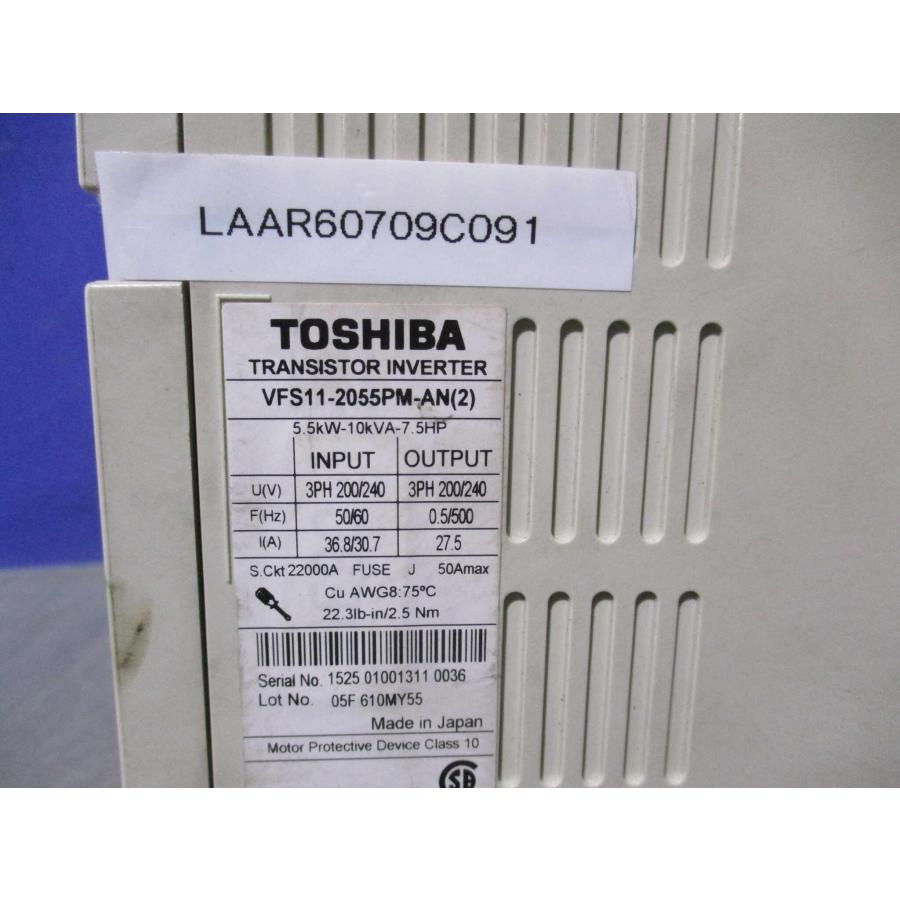 LAAR60709C091
TOSHIBA
TRANSISTOR INVERTER
VFS11-2055PM-AN(2)
5.5kW-10kVA-7.5HP
INPUT OUTPUT
U(V) 3PH 200/240 3PH 200/240
F(Hz) 50/60 0.5/500
I(A) 36.8/30.7 27.5
S.Ckt 22000A FUSE J 50Amax
Cu AWG8:75ºC
22.3lb-in/2.5 Nm
Serial No. 1525 01001311 0036
Lot No. 05F 610MY55
Made in Japan
Motor Protective Device Class 10